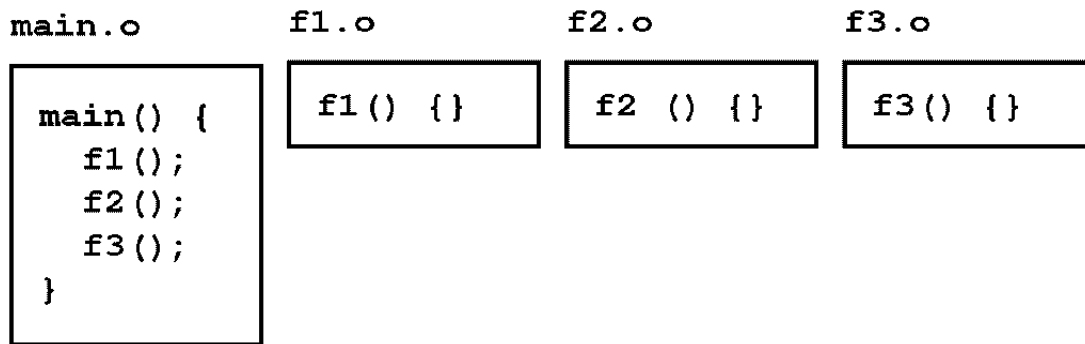 main.o
main() {
  f1();
  f2();
  f3();
}
f1.o
f1() {}
f2.o
f2 () {}
f3.o
f3() {}